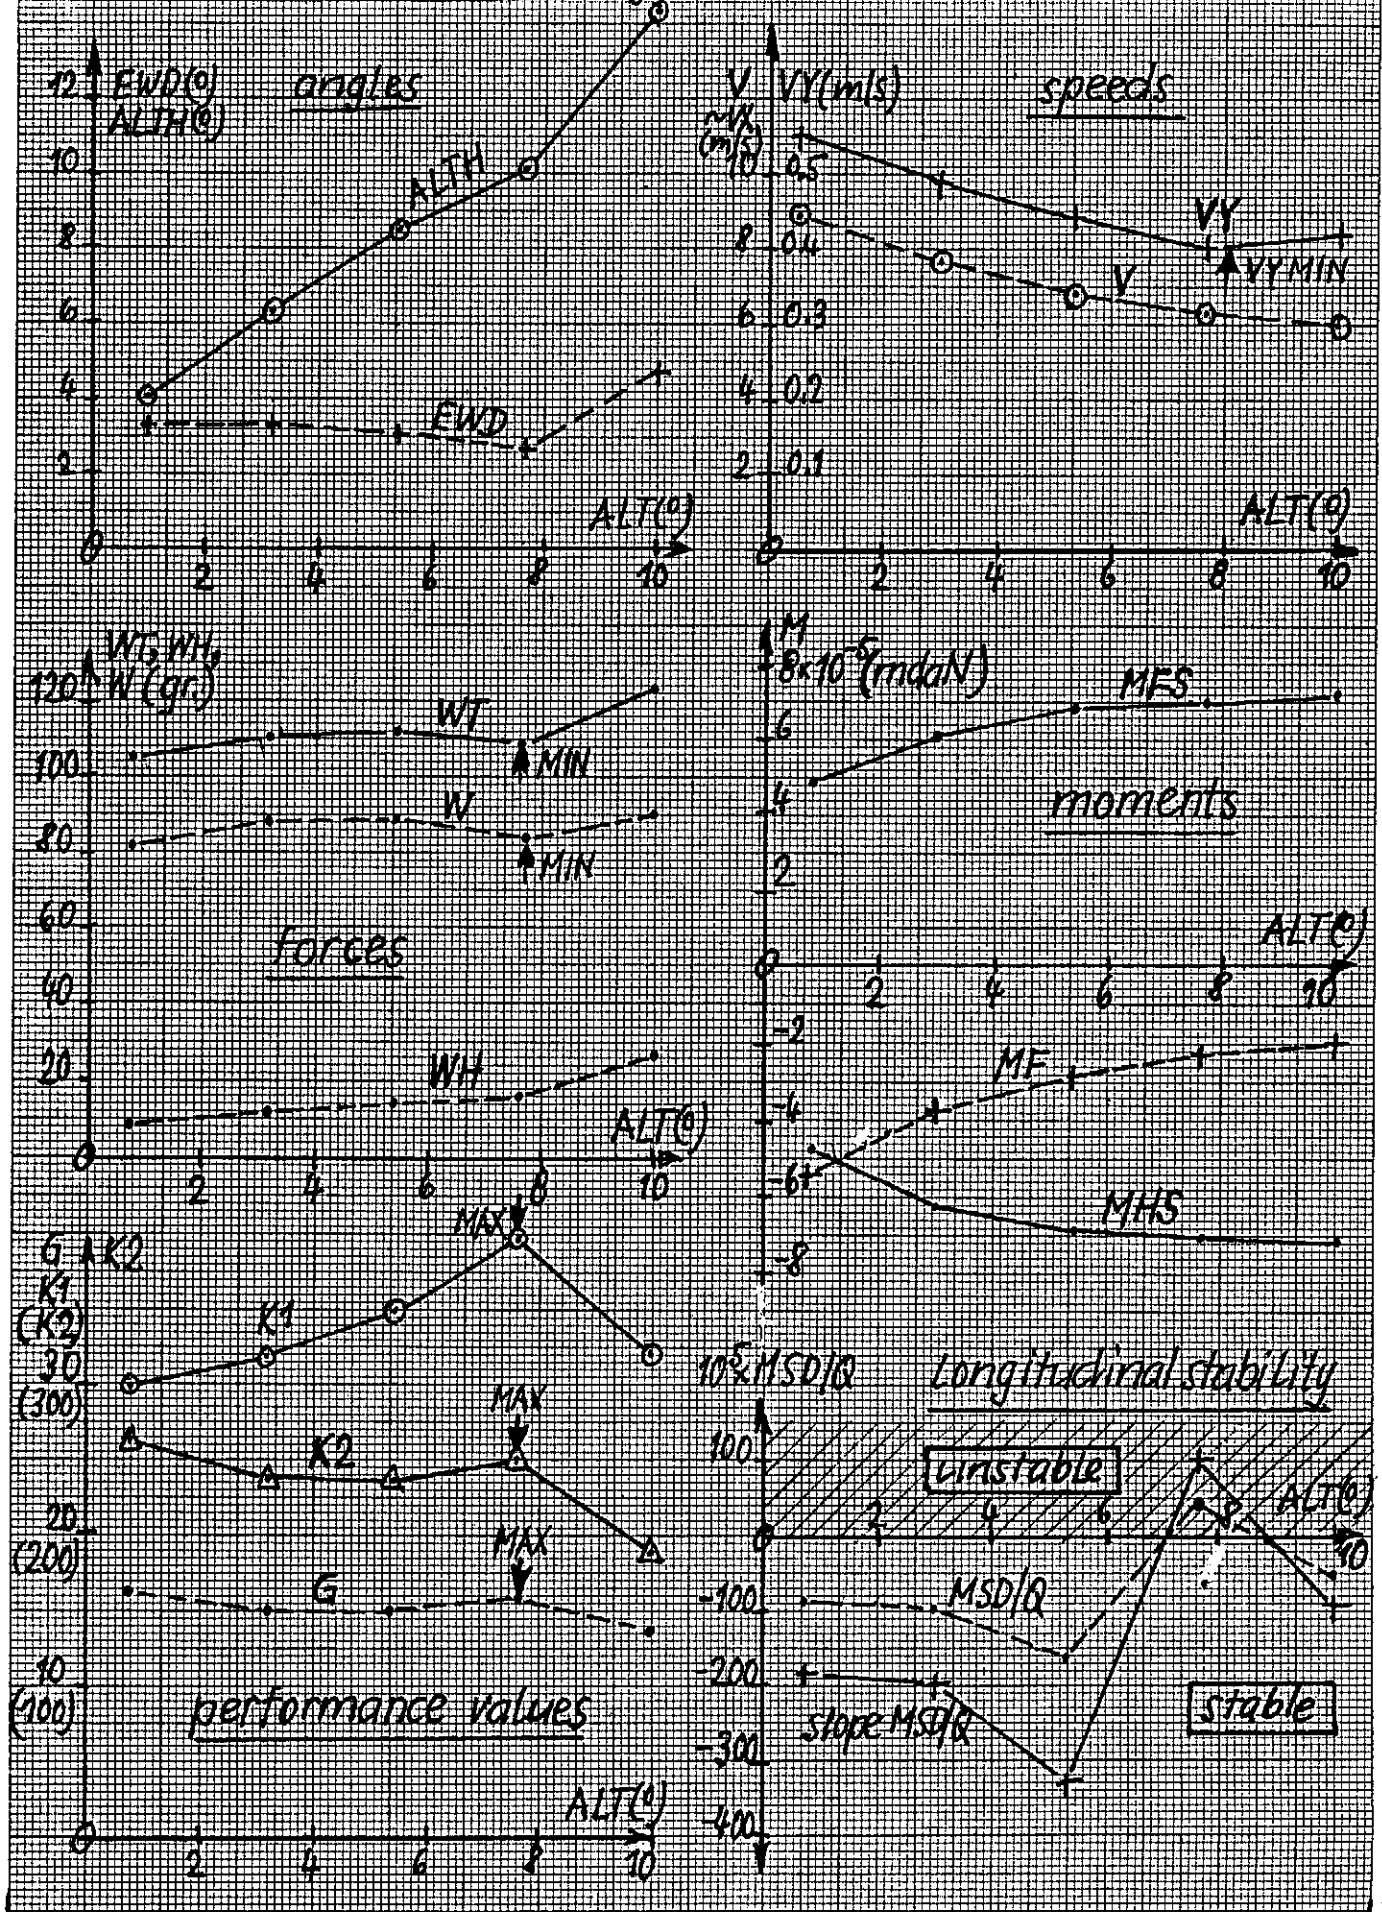 EWD(°)
ALTH(°)
angles
12
10
8
6
4
2
0
ALTH
EWD
ALT(°)
2 4 6 8 10
V VY(m/s)
~VX
(m/s)
speeds
10 0.5
8 0.4
6 0.3
4 0.2
2 0.1
0
VY
VYMIN
V
ALT(°)
2 4 6 8 10
WT, WH,
W (gr.)
120
100
80
60
40
20
0
WT
MIN
W
MIN
forces
WH
ALT(°)
2 4 6 8 10
M
8x10⁻⁵(mdaN)
6
4
2
0
-2
-4
-6
-8
MFS
moments
ALT(°)
2 4 6 8 10
MF
MHS
G K2
K1
(K2)
30
(300)
20
(200)
10
(100)
0
MAX
K1
MAX
K2
MAX
G
performance values
ALT(°)
2 4 6 8 10
10⁵xMSD/Q
Longitudinal stability
100
unstable
ALT(°)
0
2 4 6 8 10
-100
MSD/Q
-200
stable
slope MSD/Q
-300
-400